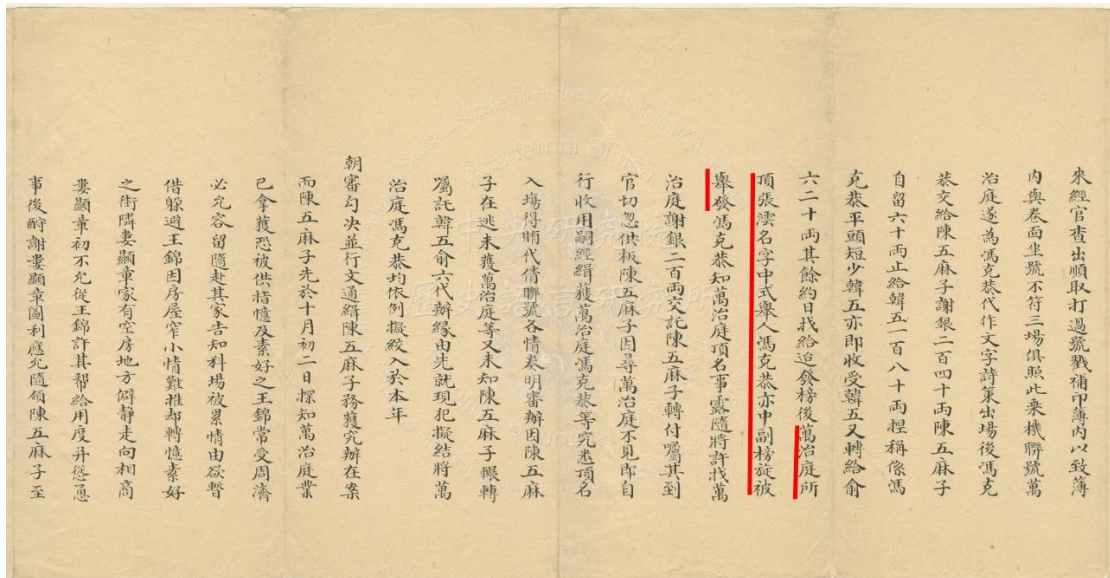 來經官查出順取打過號戳補印簿內以致簿
內與卷面坐號不符三場俱照此乘機聯號萬
治庭遂為馮克恭代作文字詩策出場後馮克
恭交給陳五麻子謝銀二百四十兩陳五麻子
自留六十兩止給韓五一百八十兩捏稱係馮
克恭平頭短少韓五亦即收受韓五又轉給俞
六二十兩其餘約日找給迨發榜後萬治庭所
頂張澐名字中式舉人馮克恭亦中副榜旋被
舉發馮克恭知萬治庭頂名事露隨將許找萬
治庭謝銀二百兩交託陳五麻子轉付囑其到
官切忽供扳陳五麻子因尋萬治庭不見即自
行收用嗣經緝獲萬治庭馮克恭等究悉頂名
入場得賄代倩聯號各情奏明審辦因陳五麻
子在逃未獲萬治庭等又未知陳五麻子輾轉
囑託韓五俞六代辦緣由先就現犯擬結將萬
治庭馮克恭均依例擬絞入於本年
朝審勾決並行文通緝陳五麻子務獲究辦在案
而陳五麻子先於十月初二日探知萬治庭業
已拿獲恐被供指憶及素好之王錦常受周濟
必允容留隨赴其家告知科場被累情由欲暫
借躲避王錦因房屋窄小情難推却轉憶素好
之街隣婁顯章家有空房地方僻靜走向相商
婁顯章初不允從王錦許其幫給用度并慫恿
事後酧謝婁顯章圖利應允隨領陳五麻子至